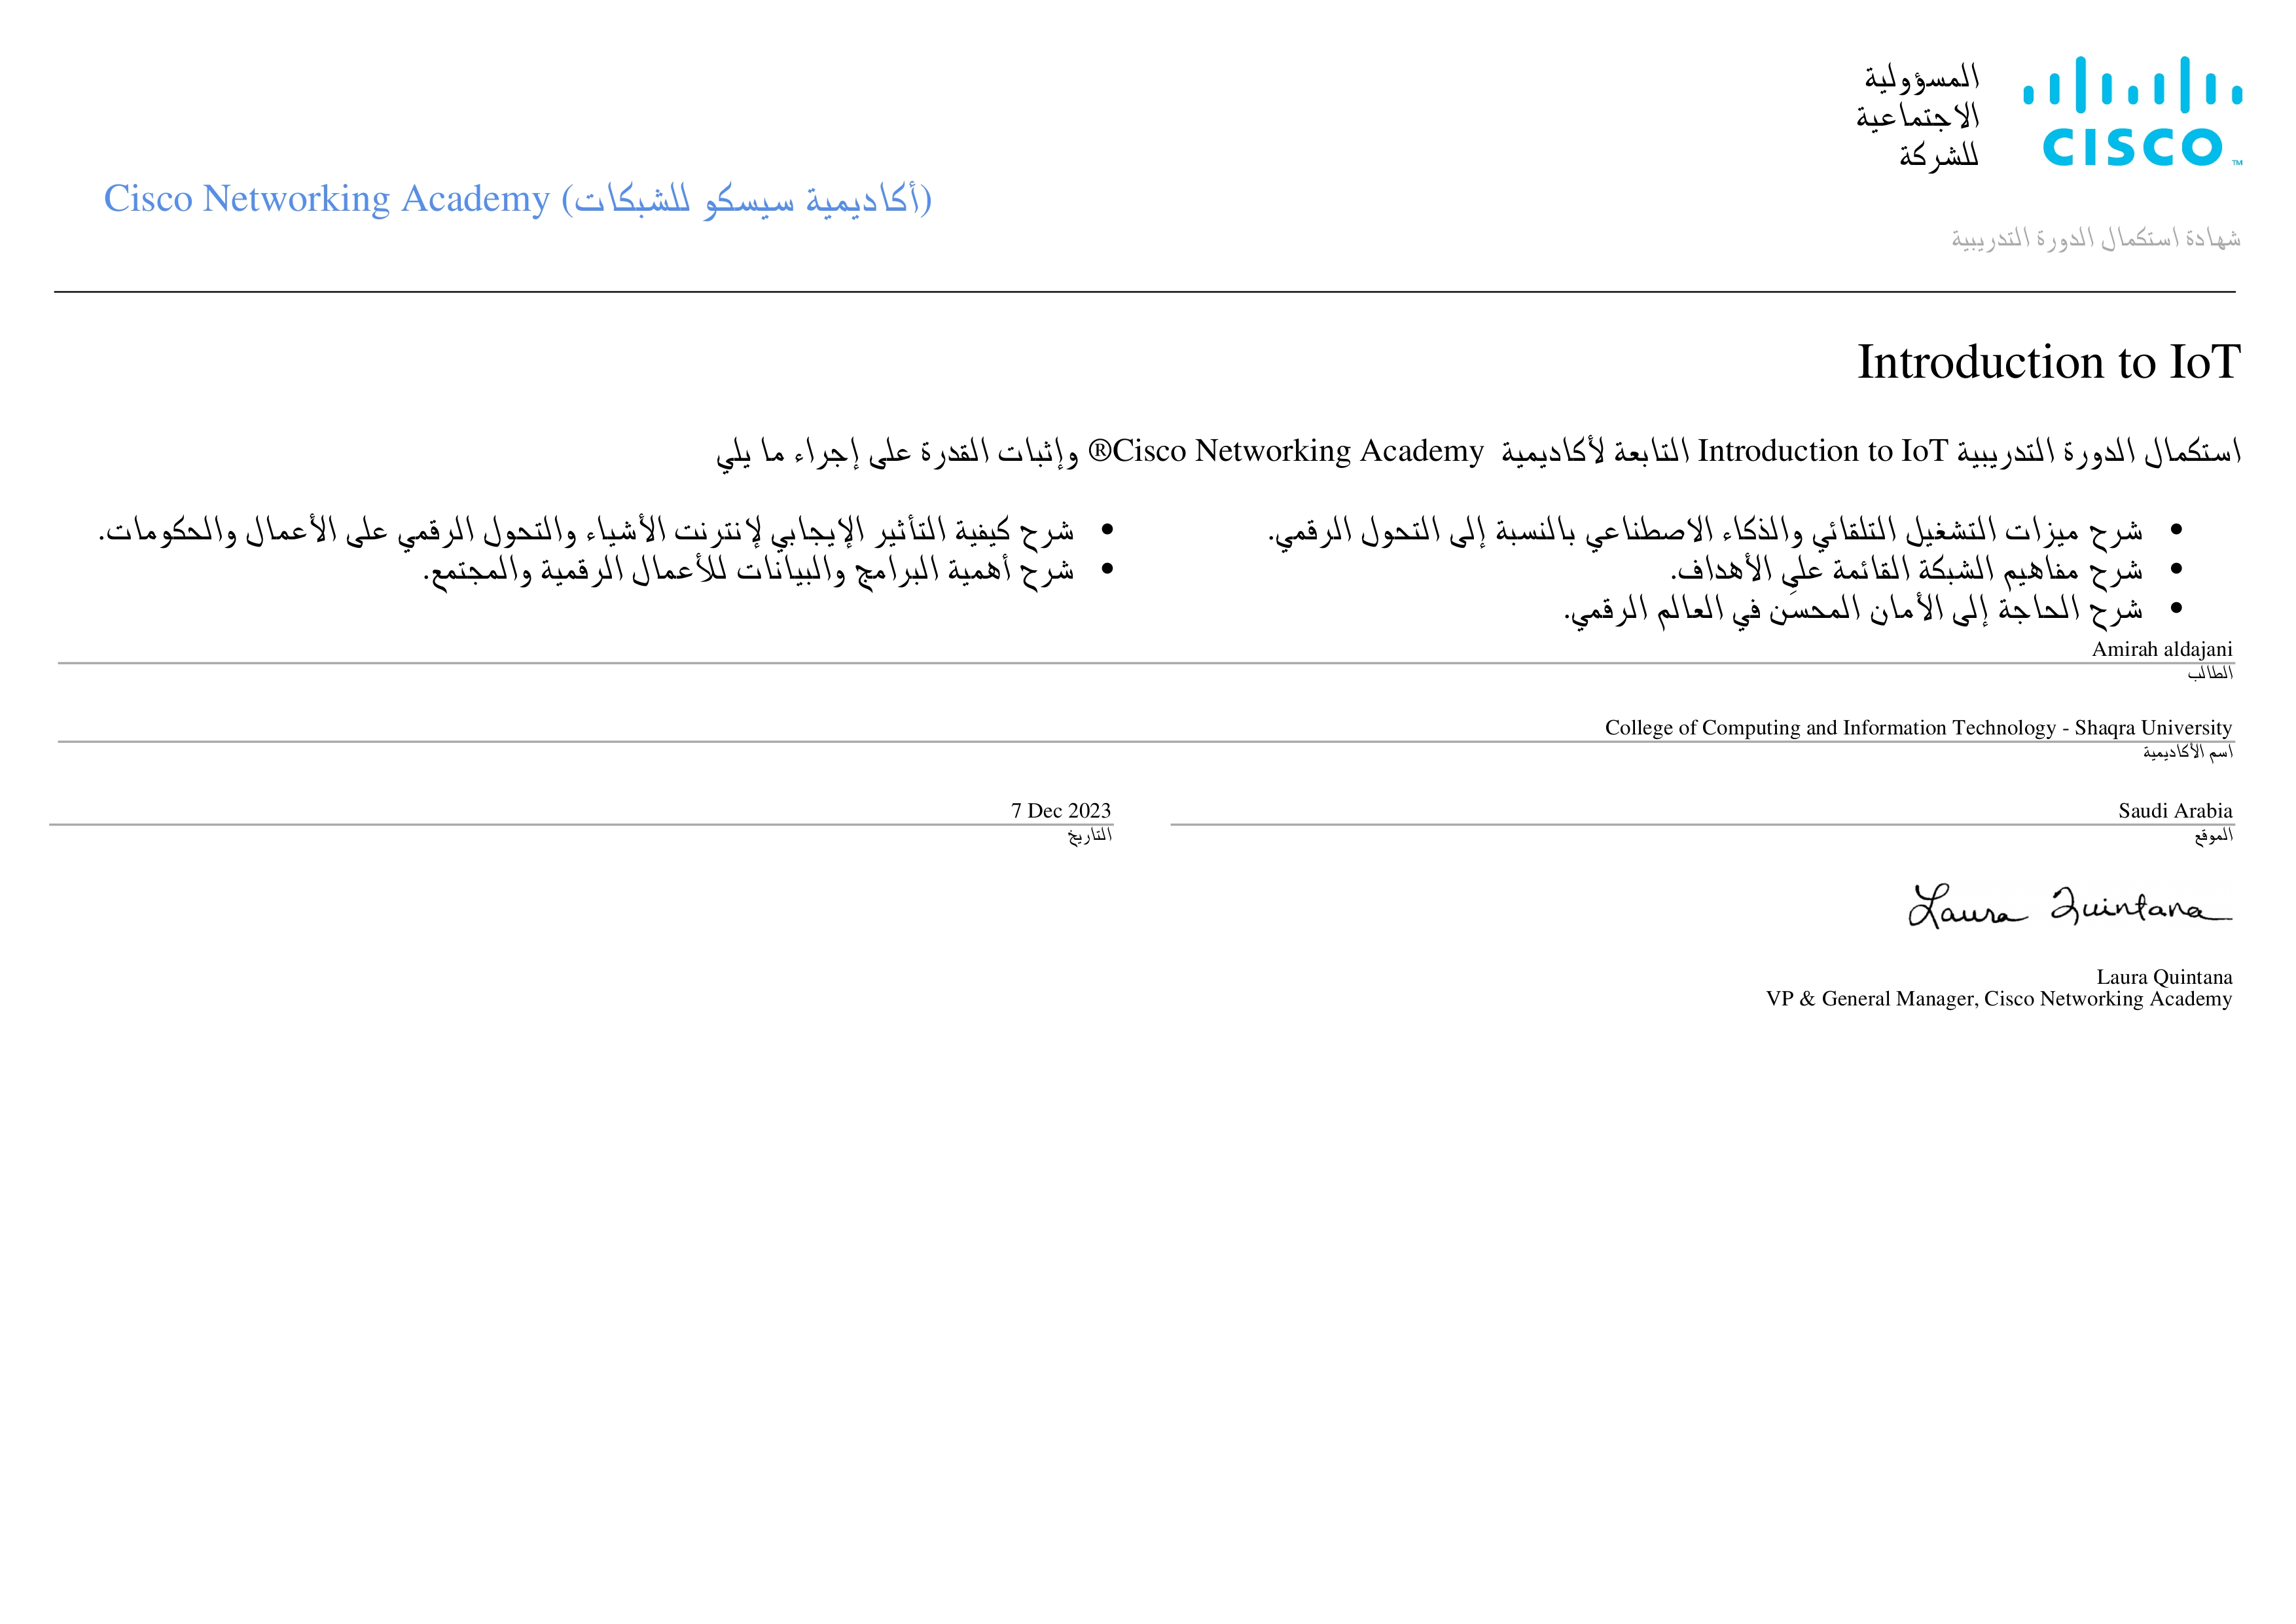 CISCO™
المسؤولية
الاجتماعية
للشركة
Cisco Networking Academy (أكاديمية سيسكو للشبكات)
شهادة استكمال الدورة التدريبية
Introduction to IoT
استكمال الدورة التدريبية Introduction to IoT التابعة لأكاديمية Cisco Networking Academy® وإثبات القدرة على إجراء ما يلي
• شرح ميزات التشغيل التلقائي والذكاء الاصطناعي بالنسبة إلى التحول الرقمي.
• شرح مفاهيم الشبكة القائمة على الأهداف.
• شرح الحاجة إلى الأمان المحسَّن في العالم الرقمي.
• شرح كيفية التأثير الإيجابي لإنترنت الأشياء والتحول الرقمي على الأعمال والحكومات.
• شرح أهمية البرامج والبيانات للأعمال الرقمية والمجتمع.
Amirah aldajani
الطالب
College of Computing and Information Technology - Shaqra University
اسم الأكاديمية
Saudi Arabia
الموقع
7 Dec 2023
التاريخ
Laura Quintana
Laura Quintana
VP & General Manager, Cisco Networking Academy